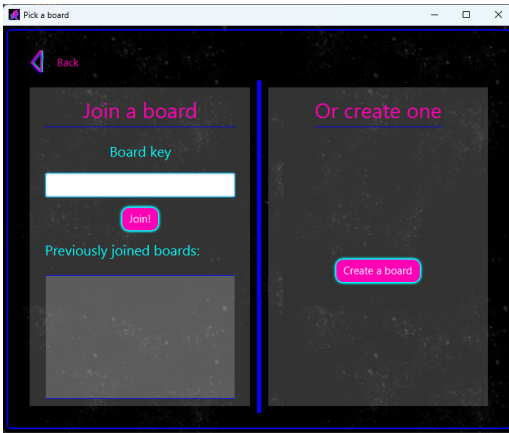 Pick a board
Back
Join a board
Board key
Join!
Previously joined boards:
Or create one
Create a board